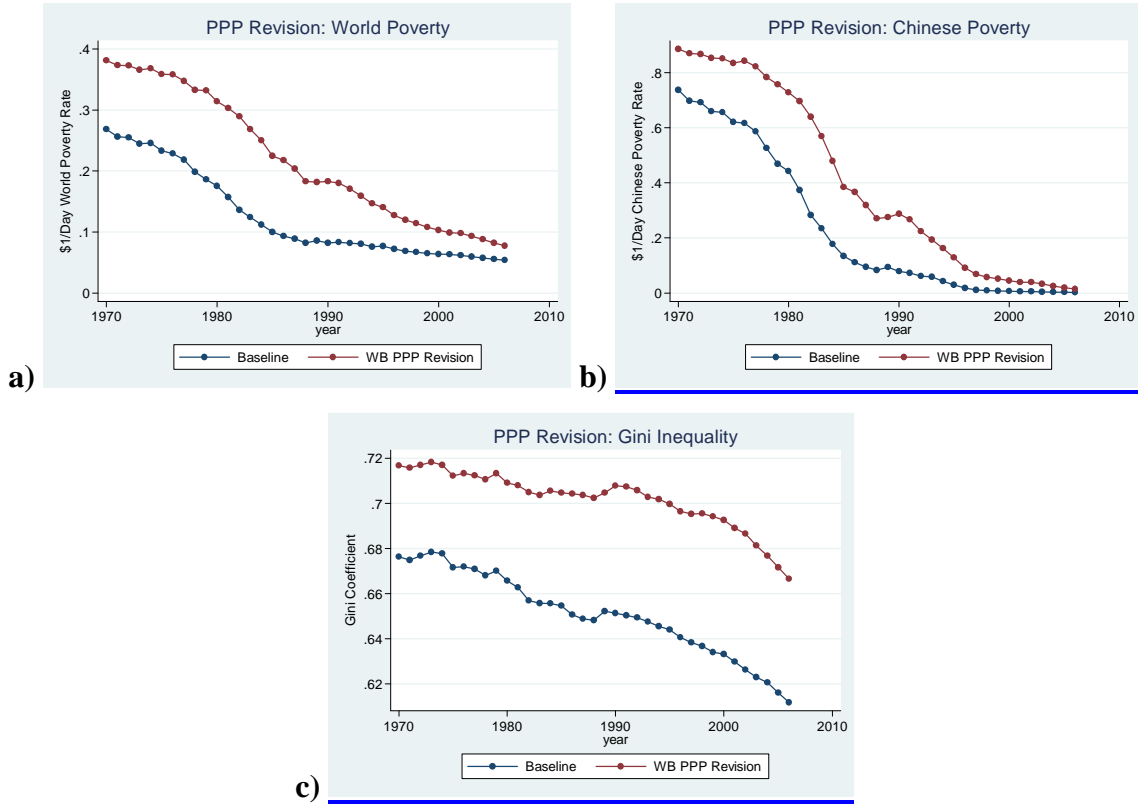 PPP Revision: World Poverty
$1/Day World Poverty Rate
.4
.3
.2
.1
0
1970 1980 1990 2000 2010
year
Baseline WB PPP Revision
a)
PPP Revision: Chinese Poverty
$1/Day Chinese Poverty Rate
.8
.6
.4
.2
0
1970 1980 1990 2000 2010
year
Baseline WB PPP Revision
b)
PPP Revision: Gini Inequality
Gini Coefficient
.72
.7
.68
.66
.64
.62
1970 1980 1990 2000 2010
year
Baseline WB PPP Revision
c)